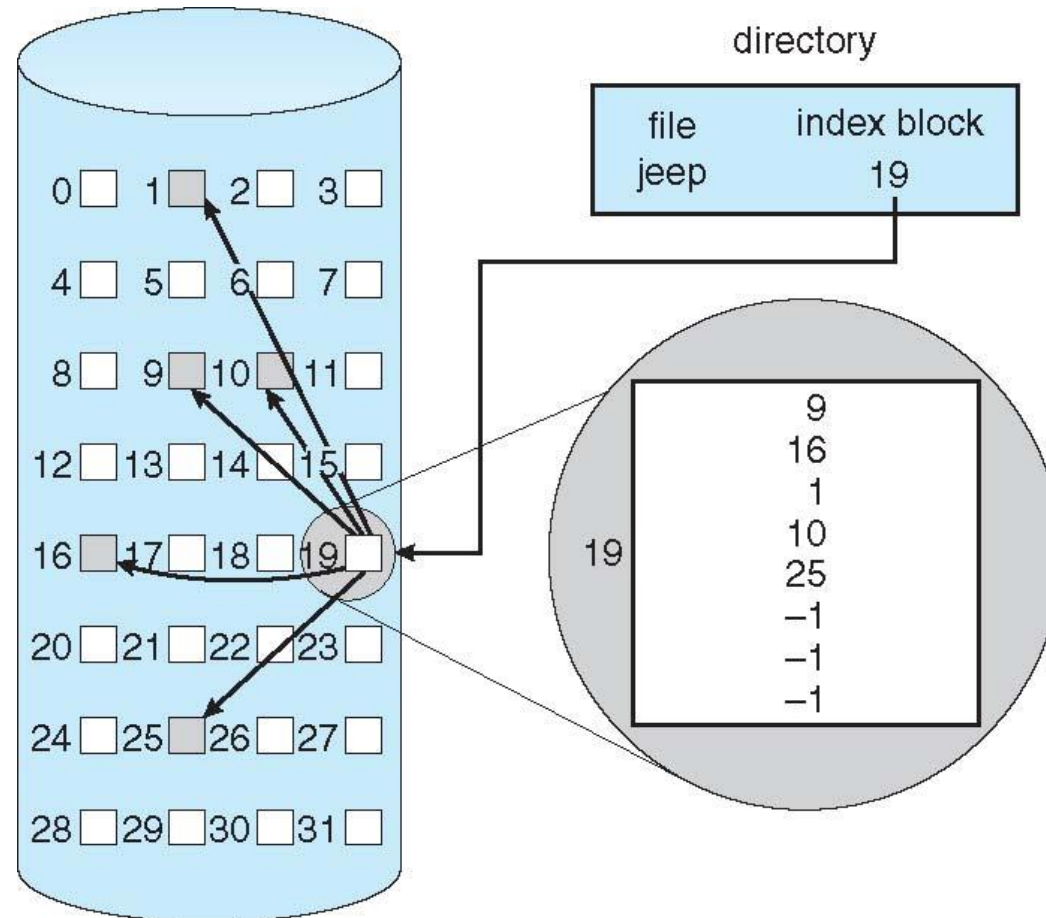 directory
file index block
jeep 19
0 1 2 3
4 5 6 7
8 9 10 11
12 13 14 15
16 17 18 19
20 21 22 23
24 25 26 27
28 29 30 31
19
9
16
1
10
25
–1
–1
–1